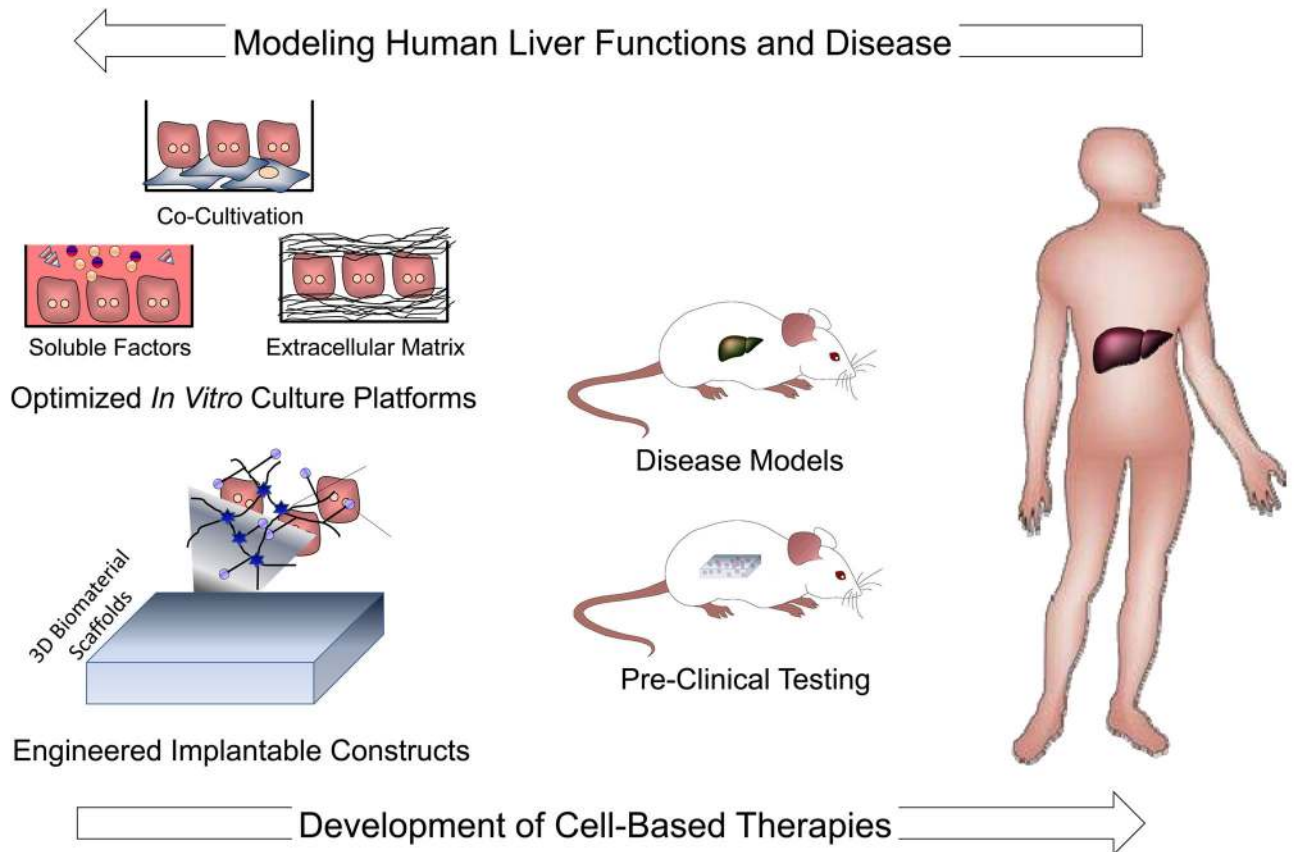 Modeling Human Liver Functions and Disease
Co-Cultivation
Soluble Factors
Extracellular Matrix
Optimized In Vitro Culture Platforms
Disease Models
3D Biomaterial
Scaffolds
Pre-Clinical Testing
Engineered Implantable Constructs
Development of Cell-Based Therapies